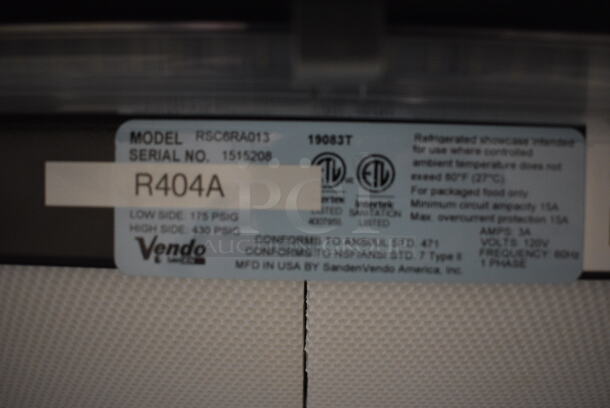 MODEL RSC6RA013 19083T
SERIAL NO. 1515208
R404A
LOW SIDE: 175 PSIG
HIGH SIDE: 430 PSIG
Vendo
ETL
Intertek
LISTED
4007955
ETL
Intertek
SANITATION
LISTED
CONFORMS TO ANSI/UL STD. 471
CONFORMS TO NSF/ANSI STD. 7 Type II
M/FD IN USA BY SandenVendo America, Inc.
Refrigerated showcase intended
for use where controlled
ambient temperature does not
exceed 80°F (27°C).
For packaged food only
Minimum circuit ampacity 15A
Max. overcurrent protection 15A
AMPS: 3A
VOLTS: 120V
FREQUENCY: 60Hz
1 PHASE
PCI